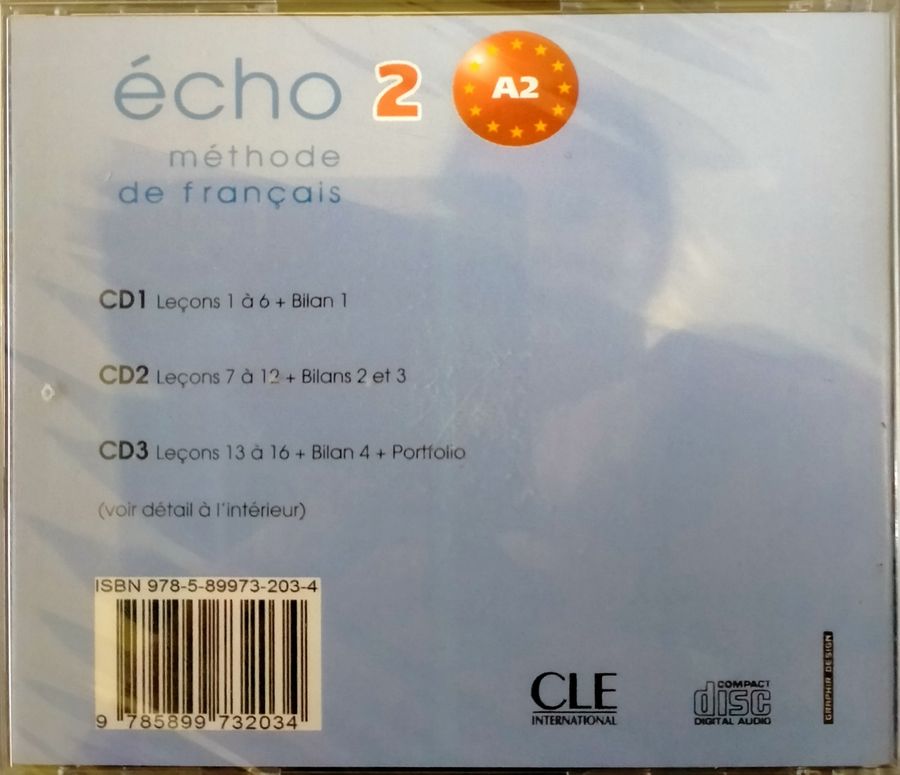 écho 2 A2
méthode
de français
CD1 Leçons 1 à 6 + Bilan 1
CD2 Leçons 7 à 12 + Bilans 2 et 3
CD3 Leçons 13 à 16 + Bilan 4 + Portfolio
(voir détail à l'intérieur)
ISBN 978-5-89973-203-4
9 785899 732034
CLE
INTERNATIONAL
COMPACT
disc
DIGITAL AUDIO
GRAPHIR DESIGN